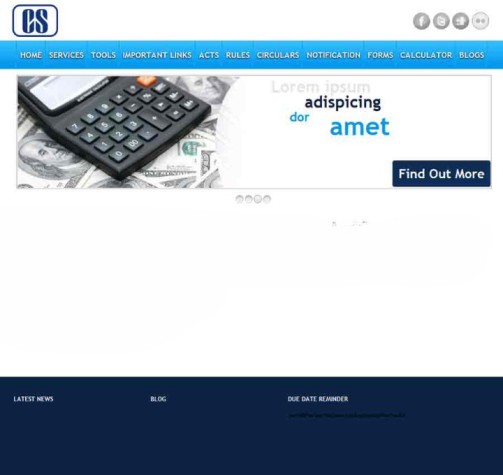 CS
HOME SERVICES TOOLS IMPORTANT LINKS ACTS RULES CIRCULARS NOTIFICATION FORMS CALCULATOR BLOGS
Lorem ipsum
adispicing
dor
amet
Find Out More
LATEST NEWS BLOG DUE DATE REMINDER